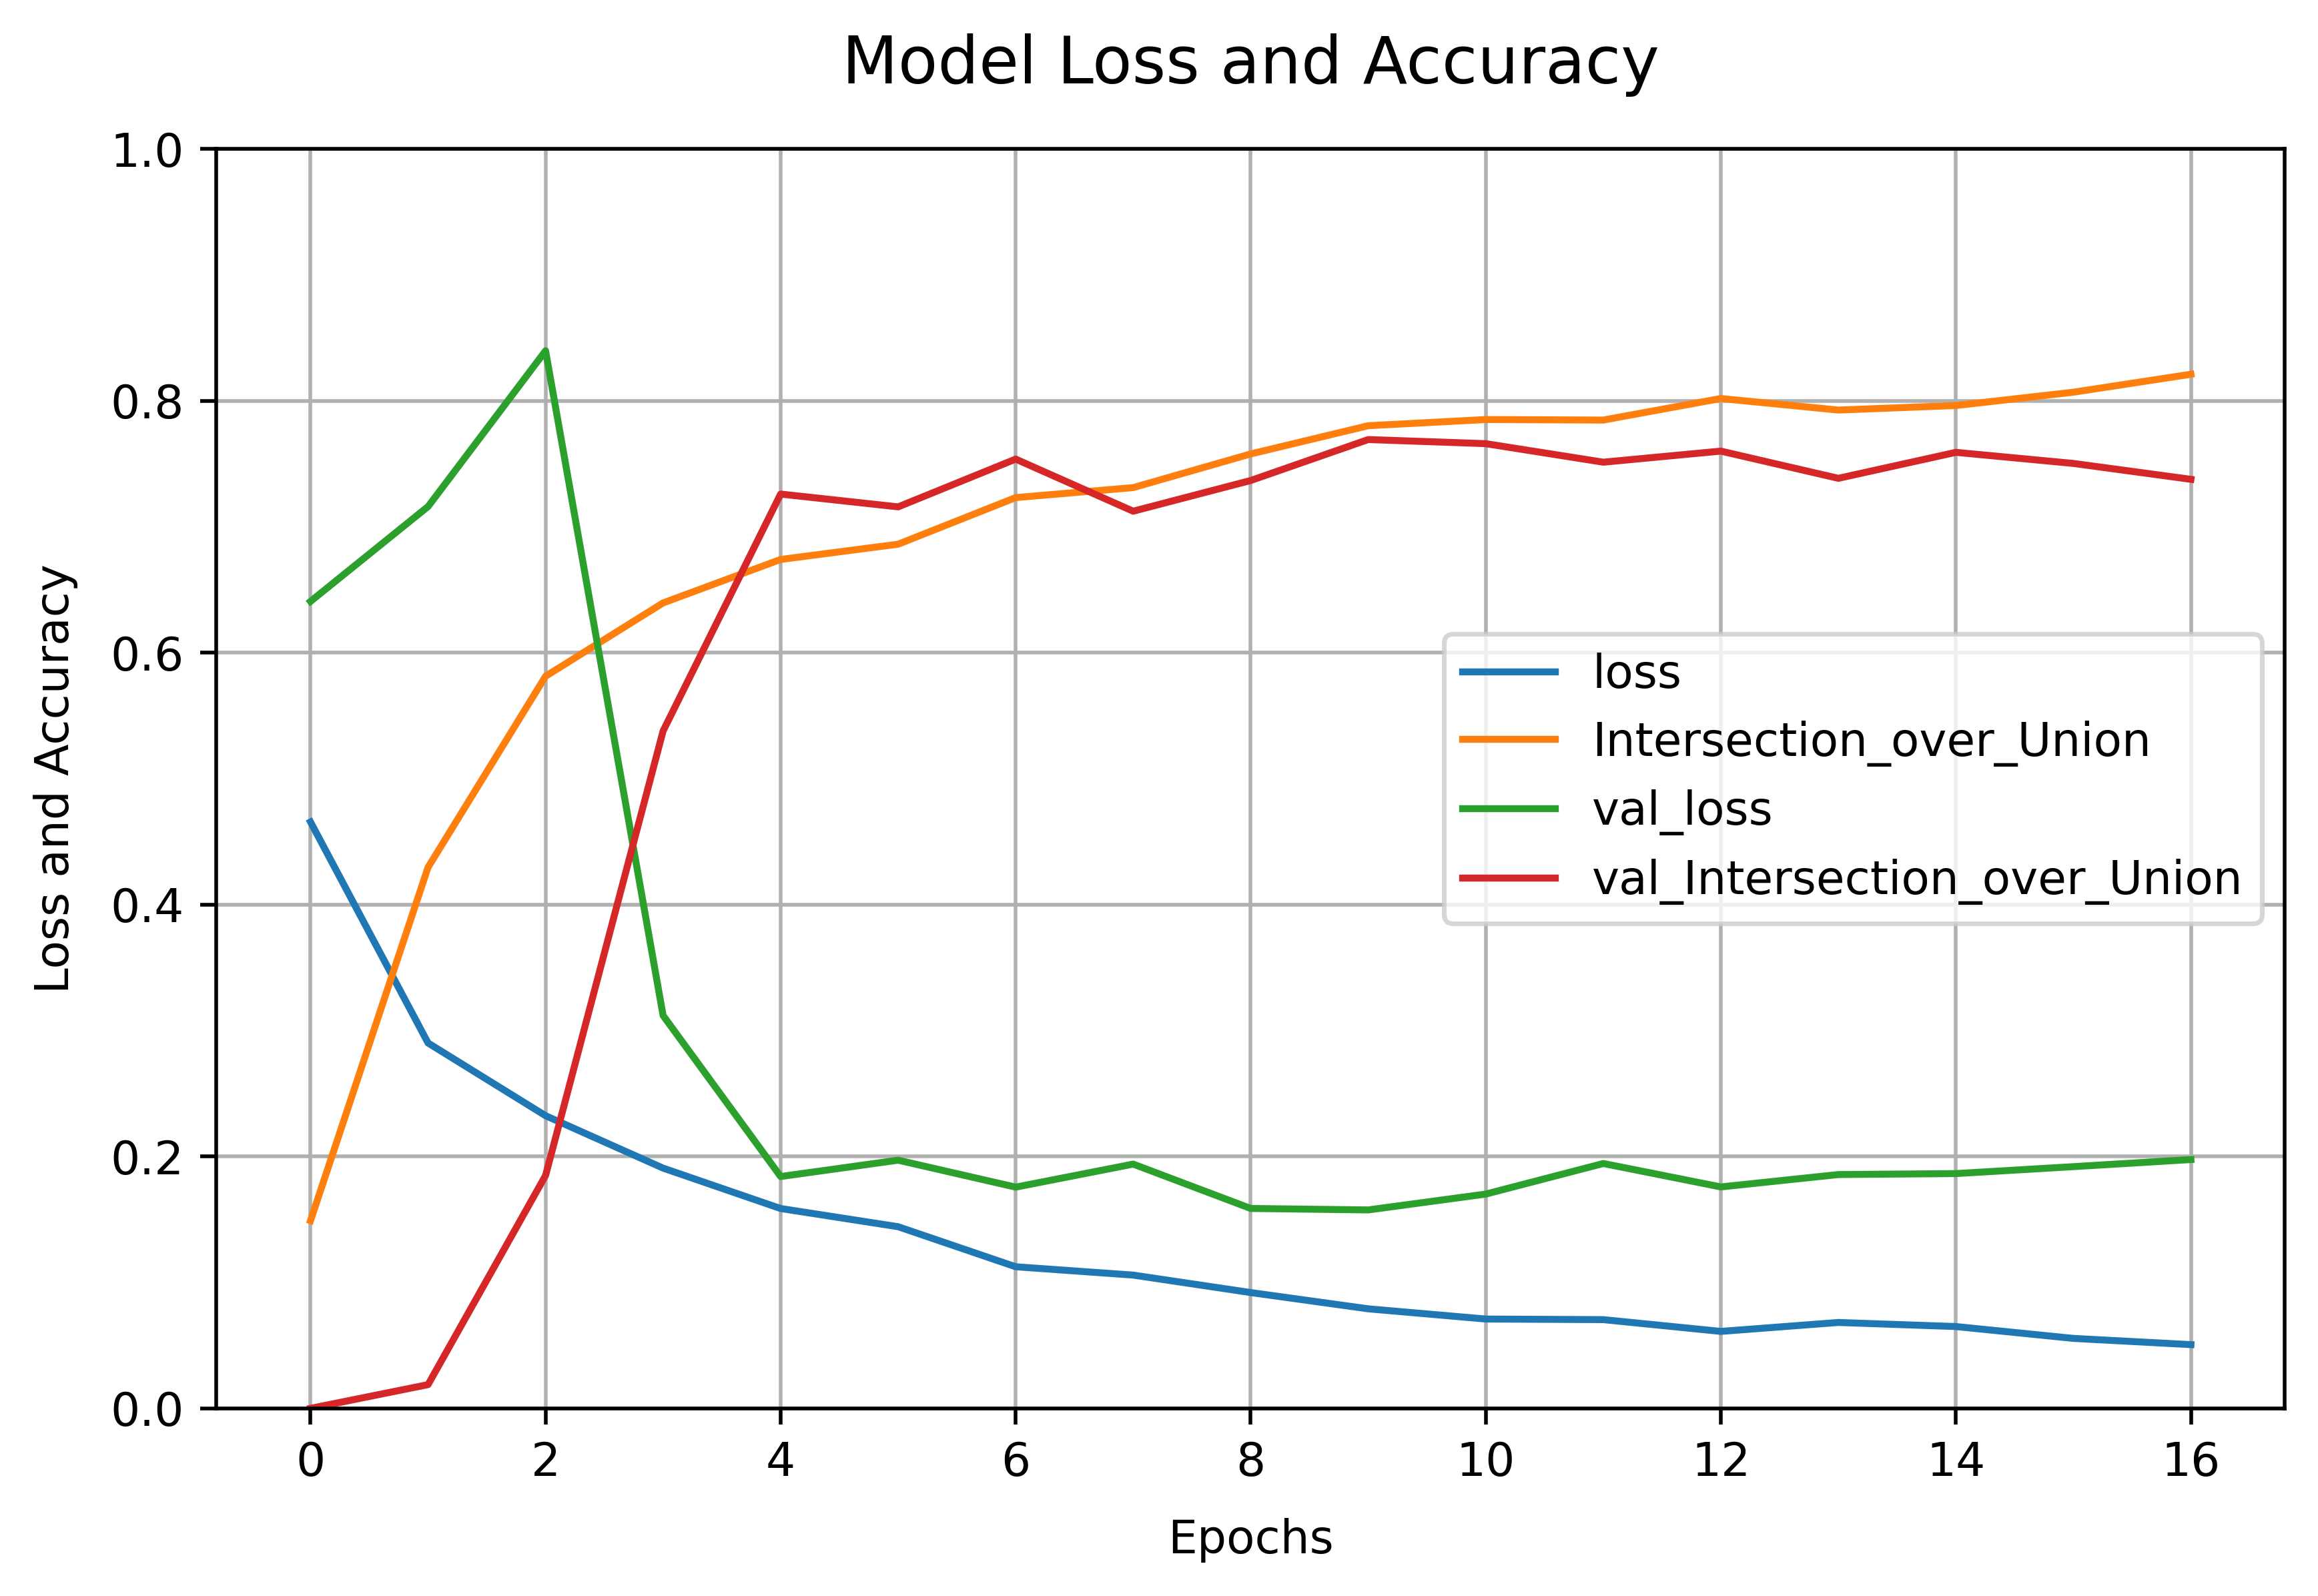 Model Loss and Accuracy
1.0
0.8
0.6
0.4
0.2
0.0
Loss and Accuracy
loss
Intersection_over_Union
val_loss
val_Intersection_over_Union
0 2 4 6 8 10 12 14 16
Epochs